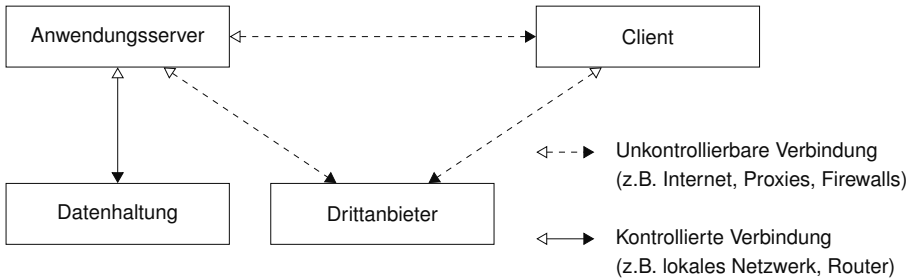 Anwendungsserver
Client
Datenhaltung
Drittanbieter
Unkontrollierbare Verbindung
(z.B. Internet, Proxies, Firewalls)
Kontrollierte Verbindung
(z.B. lokales Netzwerk, Router)